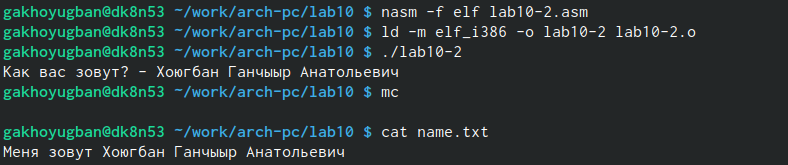 gakhoyugban@dk8n53 ~/work/arch-pc/lab10 $ nasm -f elf lab10-2.asm
gakhoyugban@dk8n53 ~/work/arch-pc/lab10 $ ld -m elf_i386 -o lab10-2 lab10-2.o
gakhoyugban@dk8n53 ~/work/arch-pc/lab10 $ ./lab10-2
Как вас зовут? - Хоюгбан Ганчыыр Анатольевич
gakhoyugban@dk8n53 ~/work/arch-pc/lab10 $ mc
gakhoyugban@dk8n53 ~/work/arch-pc/lab10 $ cat name.txt
Меня зовут Хоюгбан Ганчыыр Анатольевич